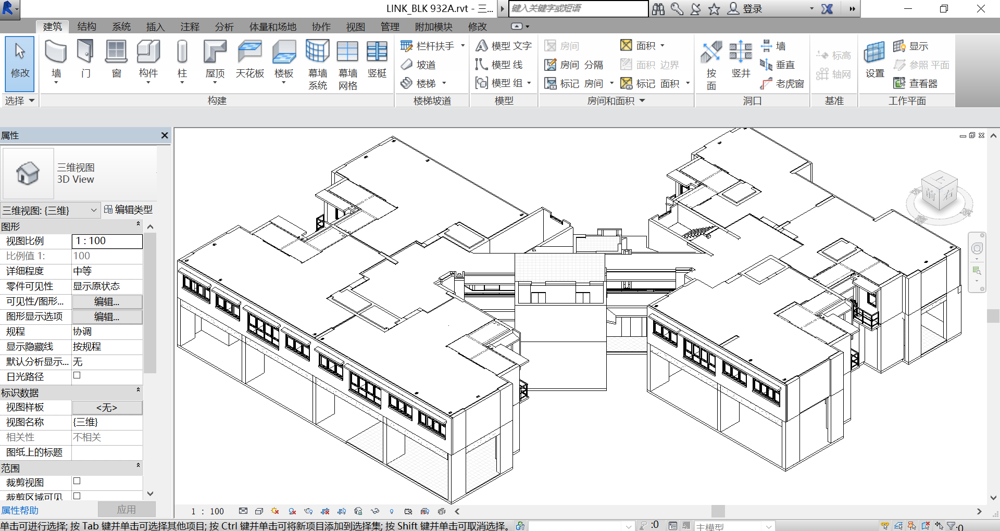 LINK_BLK 932A.rvt - 三...
键入关键字或短语
登录
建筑 结构 系统 插入 注释 分析 体量和场地 协作 视图 管理 附加模块 修改
修改
墙 门 窗 构件 柱 屋顶 天花板 楼板 幕墙 系统 幕墙 网格 竖梃
栏杆扶手
坡道
楼梯
模型 文字
模型 线
模型 组
房间
房间 分隔
标记 房间
面积
面积 边界
标记 面积
按 面
竖井
墙
垂直
老虎窗
标高
轴网
设置
显示
参照 平面
查看器
选择 构建 楼梯坡道 模型 房间和面积 洞口 基准 工作平面
属性
三维视图
3D View
三维视图: {三维} 编辑类型
图形
视图比例 1 : 100
比例值 1: 100
详细程度 中等
零件可见性 显示原状态
可见性/图形... 编辑...
图形显示选项 编辑...
规程 协调
显示隐藏线 按规程
默认分析显示... 无
日光路径
标识数据
视图样板 <无>
视图名称 {三维}
相关性 不相关
图纸上的标题
范围
裁剪视图
裁剪区域可见
属性帮助 应用
上
前
右
1 : 100
单击可进行选择; 按 Tab 键并单击可选择其他项目; 按 Ctrl 键并单击可将新项目添加到选择集; 按 Shift 键并单击可取消选择。
:0
主模型
:0